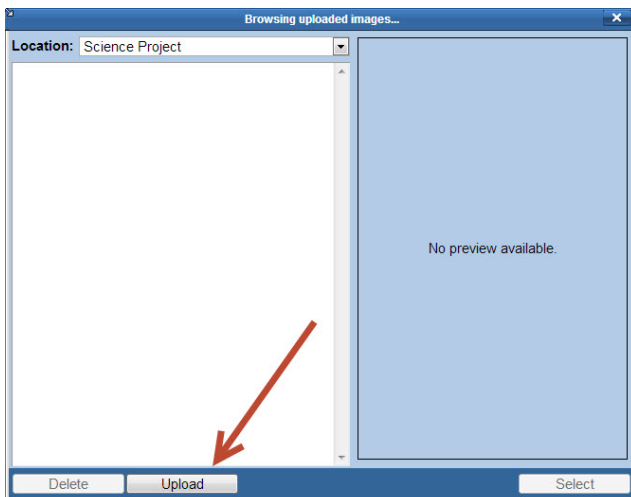 Browsing uploaded images...
Location: Science Project
No preview available.
Delete Upload Select